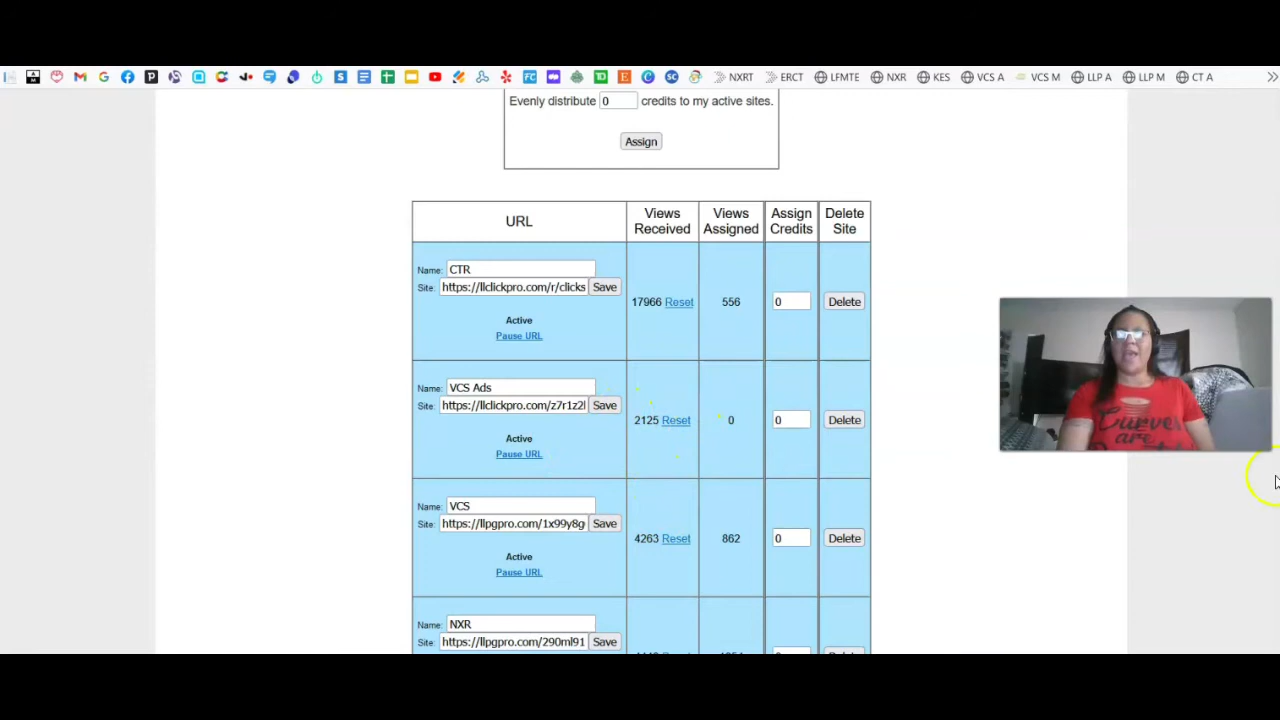 NXRT ERCT LFMTE NXR KES VCS A VCS M LLP A LLP M CT A
Evenly distribute 0 credits to my active sites.
Assign
URL Views Received Views Assigned Assign Credits Delete Site
Name: CTR
Site: https://llclickpro.com/r/clicks Save
17966 Reset 556 0 Delete
Active
Pause URL
Name: VCS Ads
Site: https://llclickpro.com/z7r1z2l Save
2125 Reset 0 0 Delete
Active
Pause URL
Name: VCS
Site: https://llpgpro.com/1x99y8g Save
4263 Reset 862 0 Delete
Active
Pause URL
Name: NXR
Site: https://llpgpro.com/290ml91 Save
Curves
are